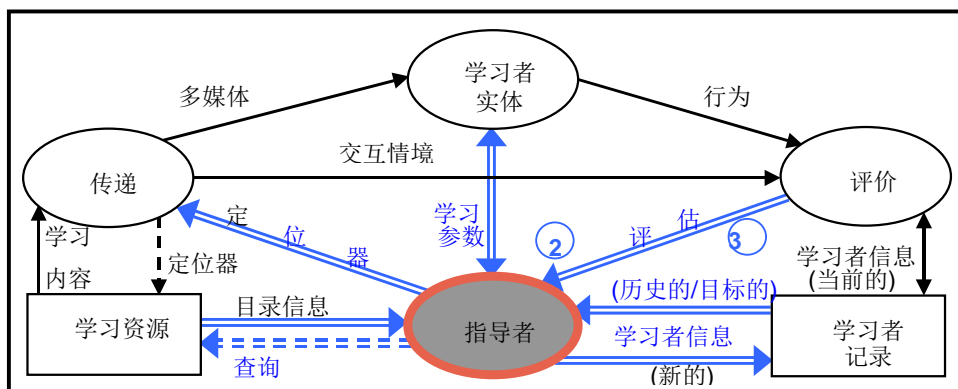 学习者
实体
多媒体
行为
交互情境
传递
评价
定
位
器
学习
参数
评
估
②
③
学习
内容
定位器
学习者信息
(当前的)
(历史的/目标的)
目录信息
学习资源
指导者
学习者信息
学习者
记录
查询
(新的)